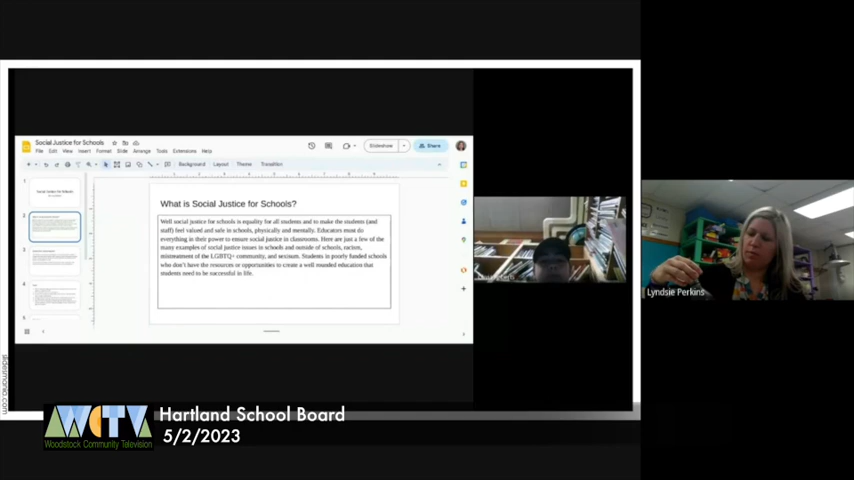 Social Justice for Schools
File Edit View Insert Format Slide Arrange Tools Extensions Help
Slideshow
Share
Background Layout Theme Transition
1
2
3
4
5
What is Social Justice for Schools?
Well social justice for schools is equality for all students and to make the students (and
staff) feel valued and safe in schools, physically and mentally. Educators must do
everything in their power to ensure social justice in classrooms. Here are just a few of the
many examples of social justice issues in schools and outside of schools, racism,
mistreatment of the LGBTQ+ community, and sexism. Students in poorly funded schools
who don't have the resources or opportunities to create a well rounded education that
students need to be successful in life.
Lyndsie Perkins
slidesmania.com
WCTV
Woodstock Community Television
Hartland School Board
5/2/2023